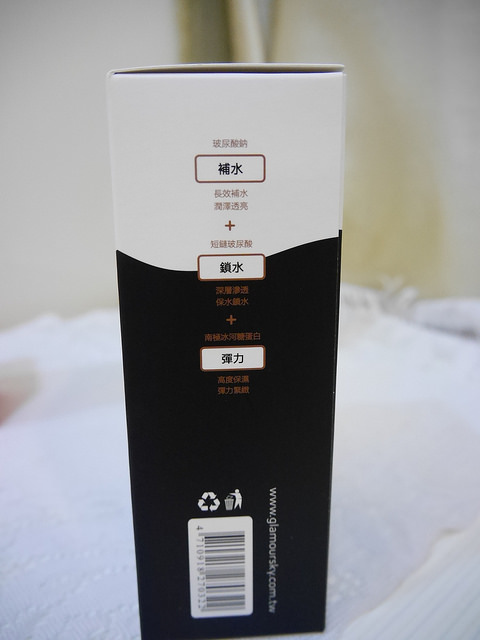 玻尿酸鈉
補水
長效補水
潤澤透亮
+
短鏈玻尿酸
鎖水
深層滲透
保水鎖水
+
南極冰河醣蛋白
彈力
高度保濕
彈力緊緻
www.glamoursky.com.tw